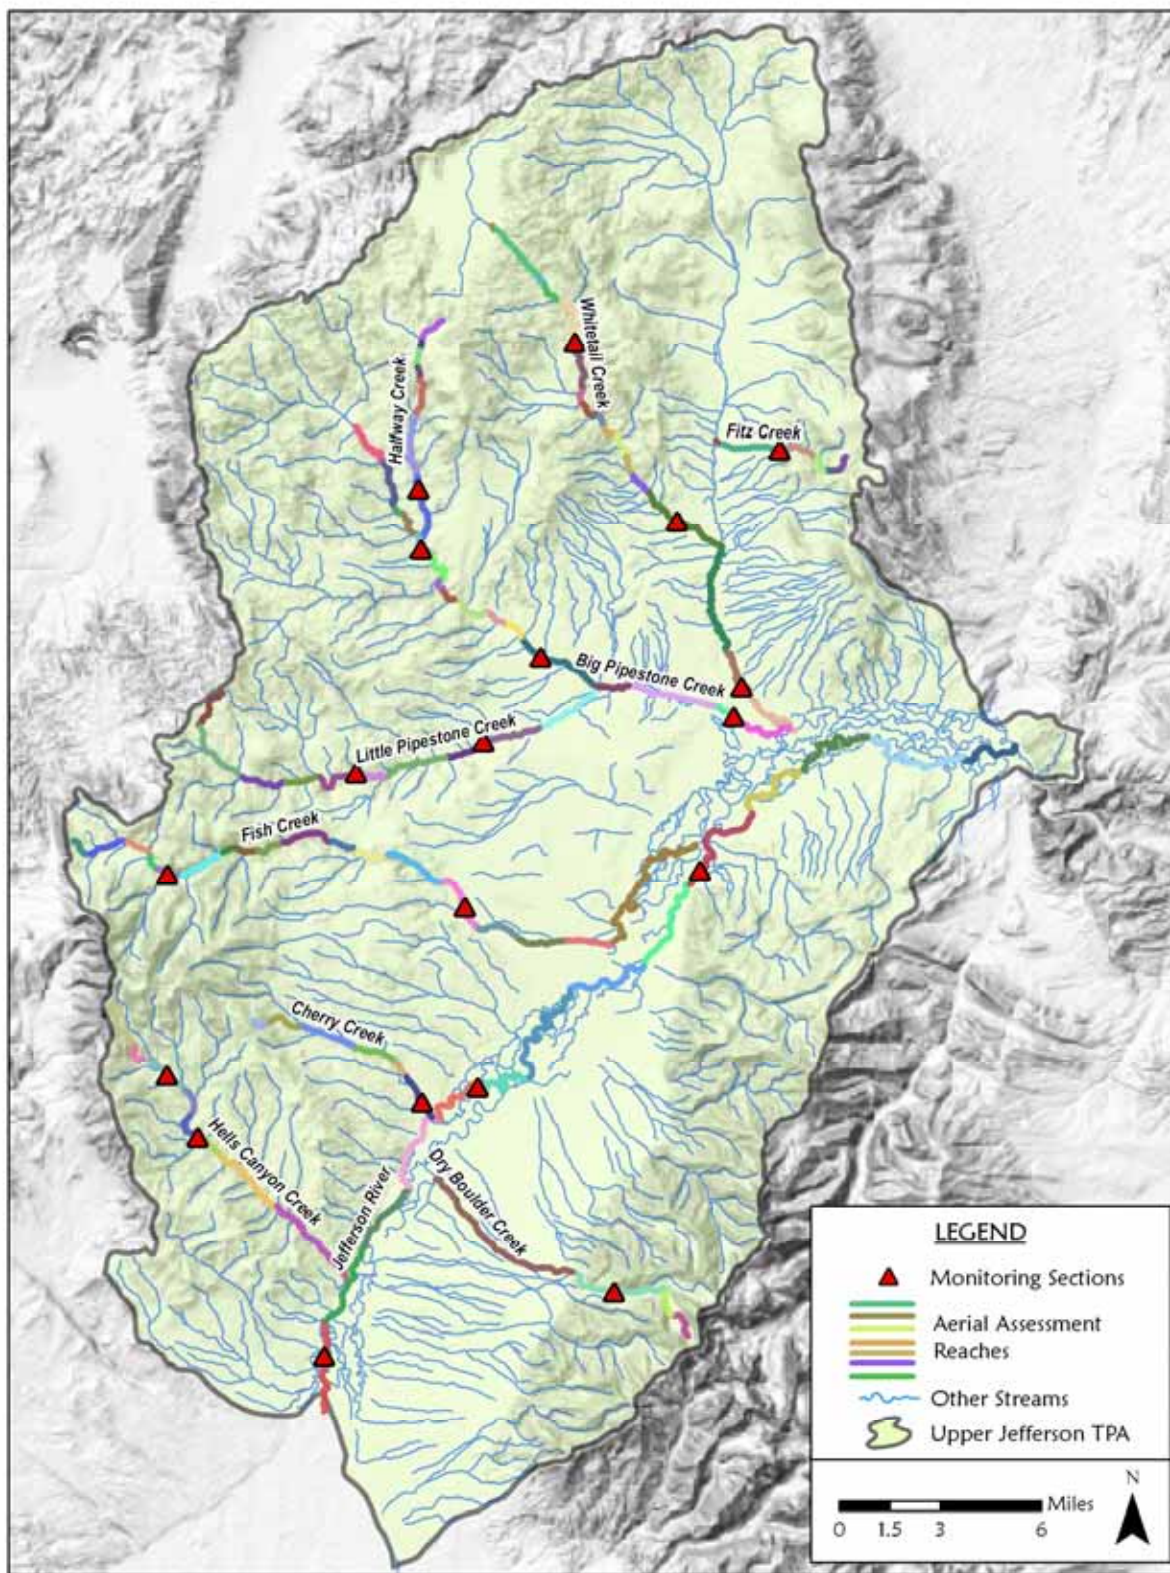 Whitetail Creek
Halfway Creek
Fitz Creek
Big Pipestone Creek
Little Pipestone Creek
Fish Creek
Cherry Creek
Hells Canyon Creek
Jefferson River
Dry Boulder Creek
LEGEND
Monitoring Sections
Aerial Assessment
Reaches
Other Streams
Upper Jefferson TPA
N
Miles
0 1.5 3 6